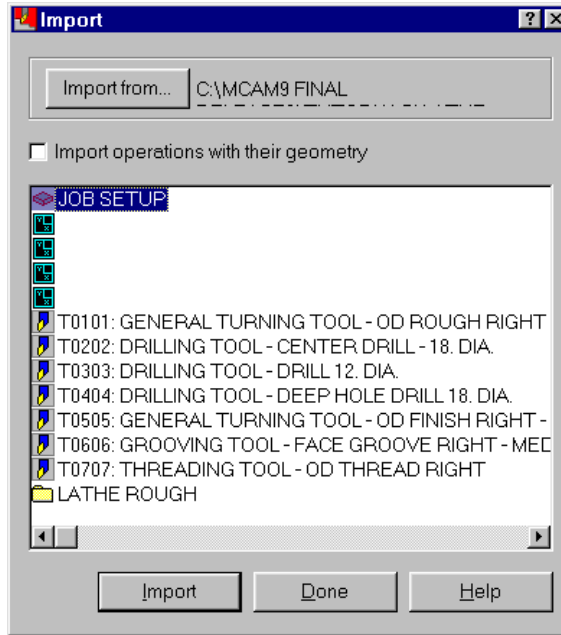 Import
Import from...
C:\MCAM9 FINAL
Import operations with their geometry
JOB SETUP
T0101: GENERAL TURNING TOOL - OD ROUGH RIGHT
T0202: DRILLING TOOL - CENTER DRILL - 18. DIA.
T0303: DRILLING TOOL - DRILL 12. DIA.
T0404: DRILLING TOOL - DEEP HOLE DRILL 18. DIA.
T0505: GENERAL TURNING TOOL - OD FINISH RIGHT -
T0606: GROOVING TOOL - FACE GROOVE RIGHT - MED
T0707: THREADING TOOL - OD THREAD RIGHT
LATHE ROUGH
Import Done Help